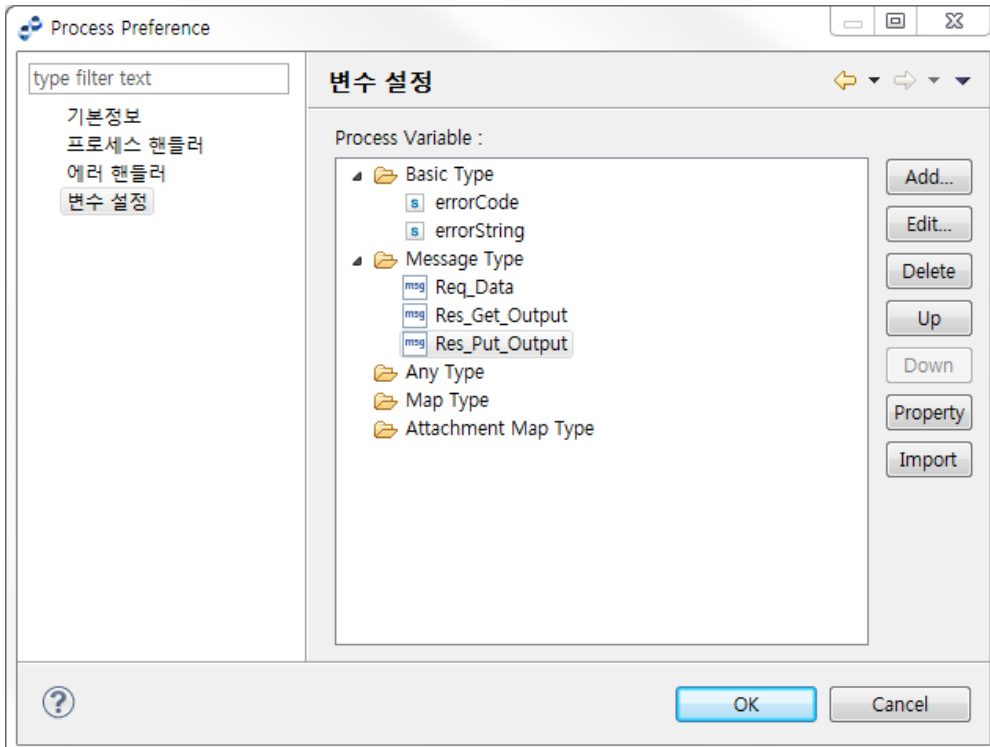 Process Preference
type filter text
기본정보
프로세스 핸들러
에러 핸들러
변수 설정
변수 설정
Process Variable :
Basic Type
s errorCode
s errorString
Message Type
msg Req_Data
msg Res_Get_Output
msg Res_Put_Output
Any Type
Map Type
Attachment Map Type
Add...
Edit...
Delete
Up
Down
Property
Import
?
OK
Cancel